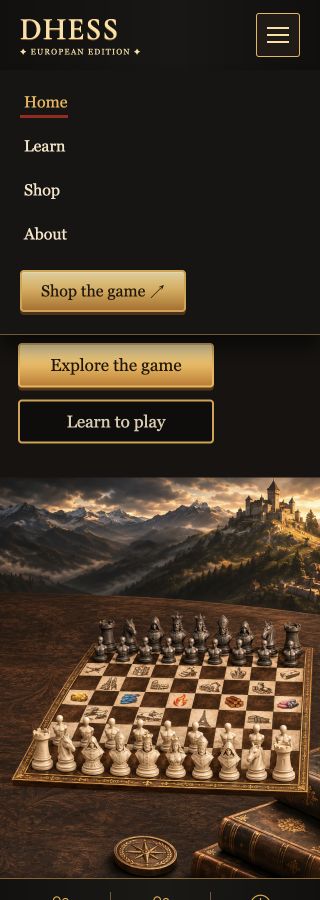 DHESS
✦ EUROPEAN EDITION ✦
Home
Learn
Shop
About
Shop the game ↗
Explore the game
Learn to play